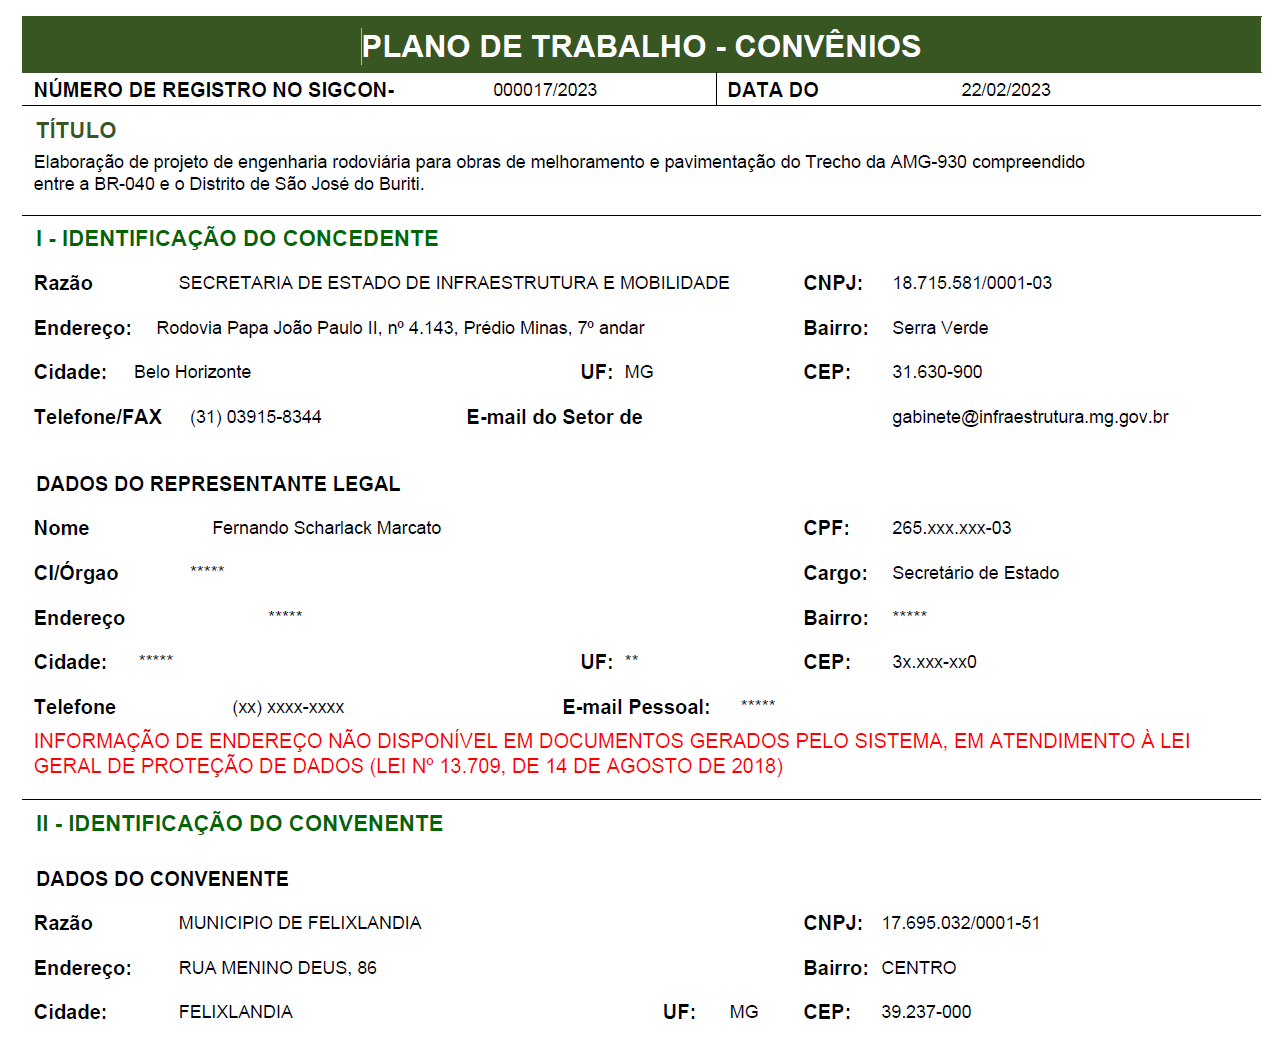 PLANO DE TRABALHO - CONVÊNIOS
NÚMERO DE REGISTRO NO SIGCON- 000017/2023 DATA DO 22/02/2023
TÍTULO
Elaboração de projeto de engenharia rodoviária para obras de melhoramento e pavimentação do Trecho da AMG-930 compreendido
entre a BR-040 e o Distrito de São José do Buriti.
I - IDENTIFICAÇÃO DO CONCEDENTE
Razão SECRETARIA DE ESTADO DE INFRAESTRUTURA E MOBILIDADE CNPJ: 18.715.581/0001-03
Endereço: Rodovia Papa João Paulo II, nº 4.143, Prédio Minas, 7º andar Bairro: Serra Verde
Cidade: Belo Horizonte UF: MG CEP: 31.630-900
Telefone/FAX (31) 03915-8344 E-mail do Setor de gabinete@infraestrutura.mg.gov.br
DADOS DO REPRESENTANTE LEGAL
Nome Fernando Scharlack Marcato CPF: 265.xxx.xxx-03
CI/Órgao ***** Cargo: Secretário de Estado
Endereço ***** Bairro: *****
Cidade: ***** UF: ** CEP: 3x.xxx-xx0
Telefone (xx) xxxx-xxxx E-mail Pessoal: *****
INFORMAÇÃO DE ENDEREÇO NÃO DISPONÍVEL EM DOCUMENTOS GERADOS PELO SISTEMA, EM ATENDIMENTO À LEI
GERAL DE PROTEÇÃO DE DADOS (LEI Nº 13.709, DE 14 DE AGOSTO DE 2018)
II - IDENTIFICAÇÃO DO CONVENENTE
DADOS DO CONVENENTE
Razão MUNICIPIO DE FELIXLANDIA CNPJ: 17.695.032/0001-51
Endereço: RUA MENINO DEUS, 86 Bairro: CENTRO
Cidade: FELIXLANDIA UF: MG CEP: 39.237-000